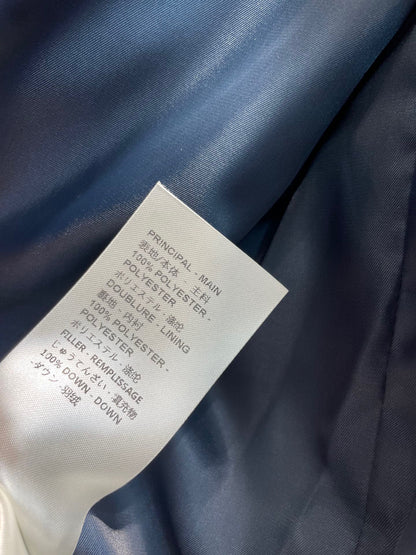 PRINCIPAL - MAIN
表地/本体 - 主料
100% POLYESTER -
POLYESTER
ポリエステル - 涤纶
DOUBLURE - LINING
裏地 - 内衬
100% POLYESTER -
POLYESTER
ポリエステル - 涤纶
FILLER - REMPLISSAGE
じゅうてんざい - 填充物
100% DOWN - DOWN
-ダウン -羽绒